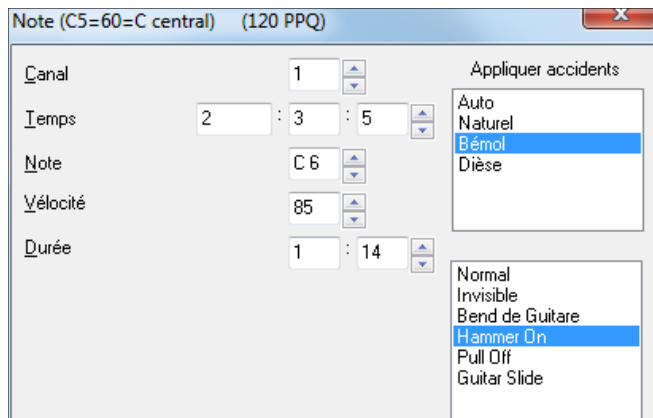 Note (C5=60=C central) (120 PPQ)
X
Canal 1
Temps 2 : 3 : 5
Note C 6
Vélocité 85
Durée 1 : 14
Appliquer accidents
Auto
Naturel
Bémol
Dièse
Normal
Invisible
Bend de Guitare
Hammer On
Pull Off
Guitar Slide